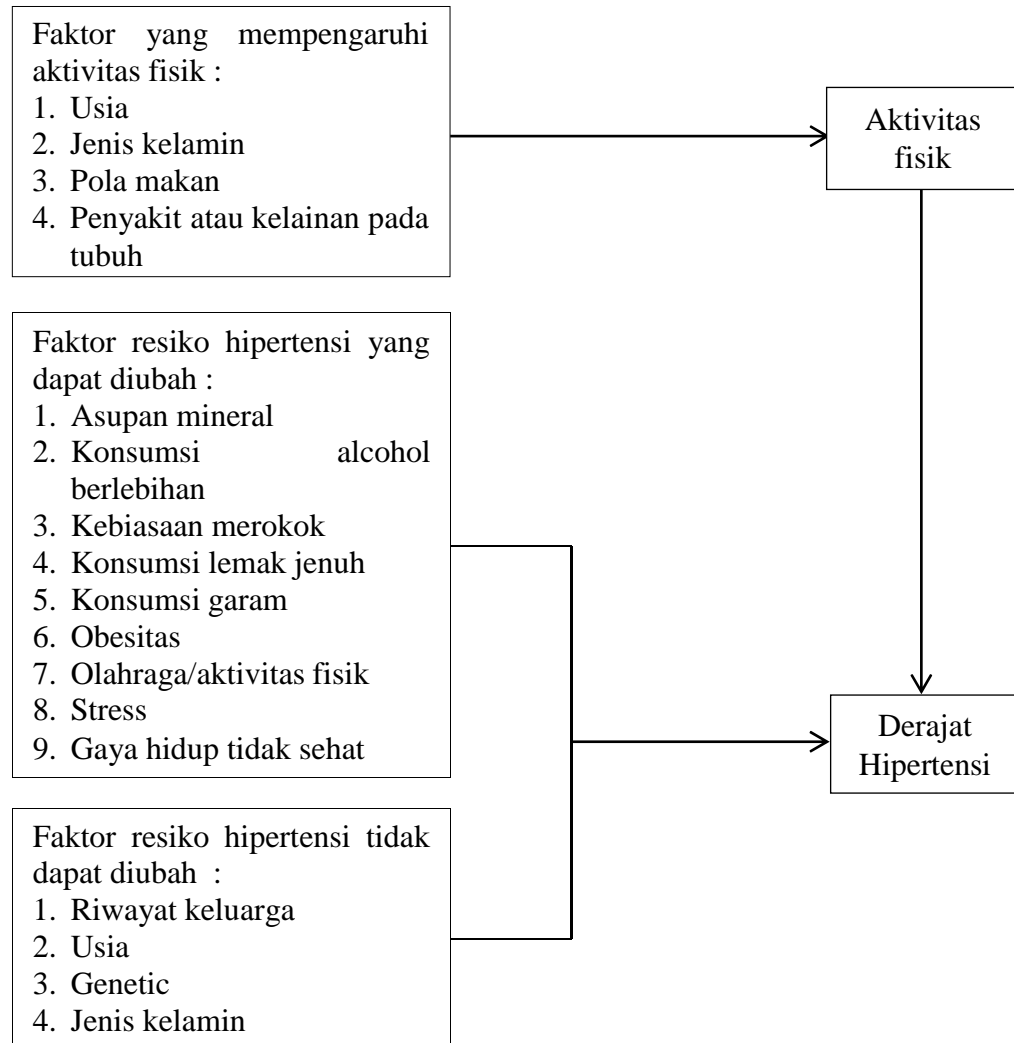 Faktor yang mempengaruhi
aktivitas fisik :
1. Usia
2. Jenis kelamin
3. Pola makan
4. Penyakit atau kelainan pada
tubuh
Aktivitas
fisik
Faktor resiko hipertensi yang
dapat diubah :
1. Asupan mineral
2. Konsumsi alcohol
berlebihan
3. Kebiasaan merokok
4. Konsumsi lemak jenuh
5. Konsumsi garam
6. Obesitas
7. Olahraga/aktivitas fisik
8. Stress
9. Gaya hidup tidak sehat
Derajat
Hipertensi
Faktor resiko hipertensi tidak
dapat diubah :
1. Riwayat keluarga
2. Usia
3. Genetic
4. Jenis kelamin